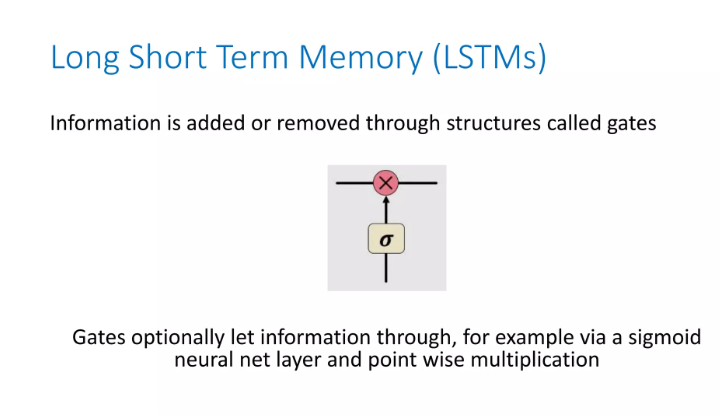 Long Short Term Memory (LSTMs)
Information is added or removed through structures called gates
×
σ
Gates optionally let information through, for example via a sigmoid
neural net layer and point wise multiplication